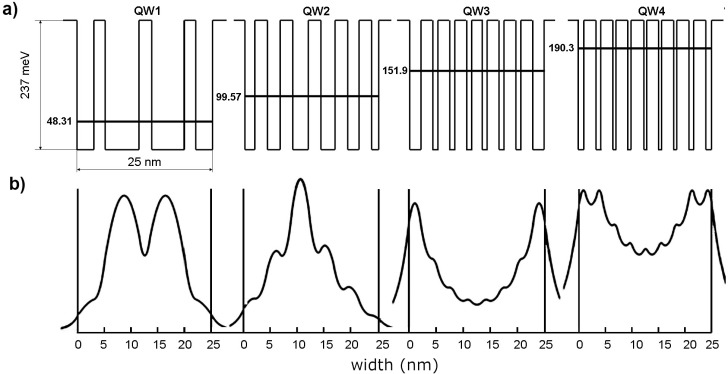 a)
QW1 QW2 QW3 QW4
237 meV
48.31
99.57
151.9
190.3
25 nm
b)
0 5 10 15 20 25 0 5 10 15 20 25 0 5 10 15 20 25 0 5 10 15 20 25
width (nm)